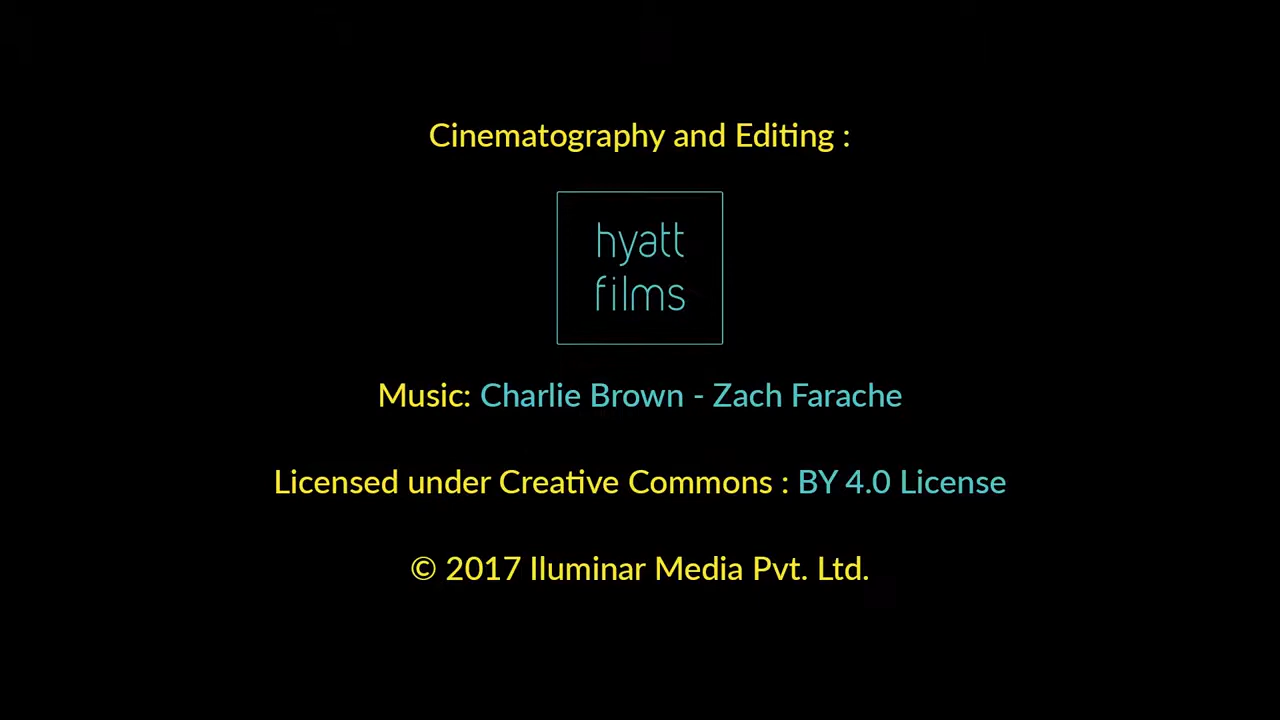 Cinematography and Editing :
hyatt
films
Music: Charlie Brown - Zach Farache
Licensed under Creative Commons : BY 4.0 License
© 2017 Iluminar Media Pvt. Ltd.